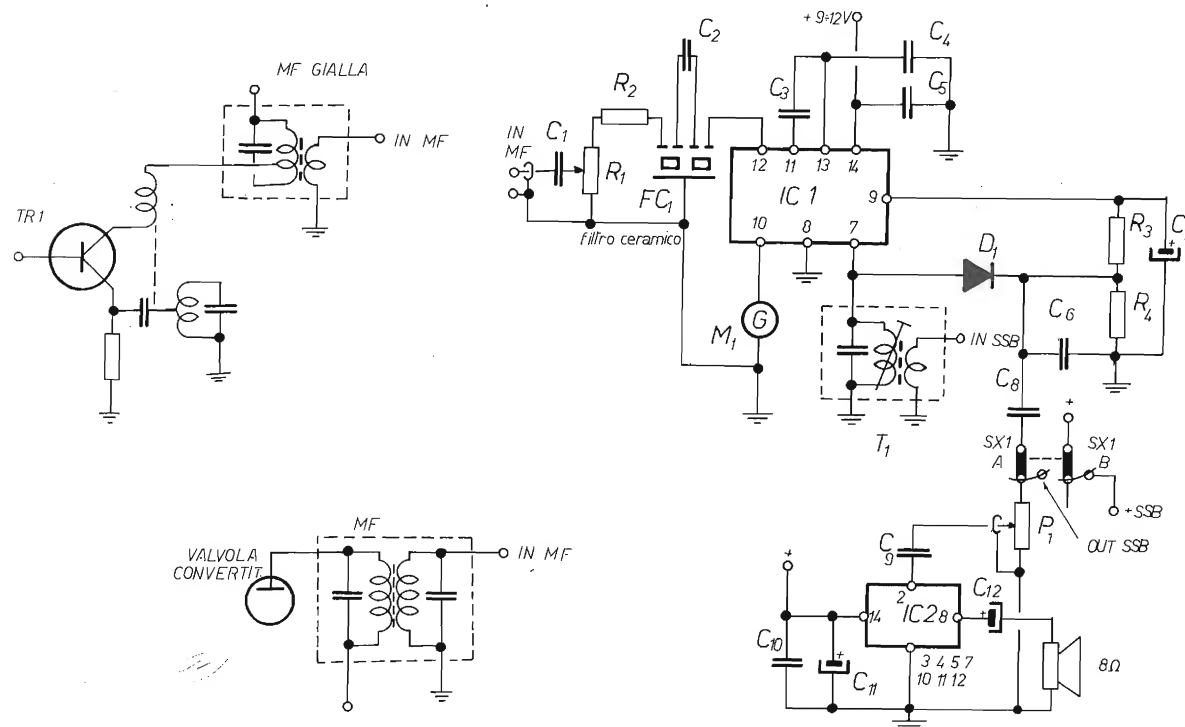 MF GIALLA
IN MF
TR1
C2
R2
IN
MF
C1
R1
FC1
filtro ceramico
+ 9÷12V
C4
C5
C3
12 11 13 14
IC 1
9
10 8 7
M1
G
D1
R3
R4
C
+
C6
IN SSB
T1
C8
+
SX1
A
SX1
B
+SSB
OUT SSB
P1
MF
VALVOLA
CONVERTIT.
IN MF
C9
+
2
14
IC2
8
C12
+
C10
+
C11
3 4 5 7
10 11 12
8Ω